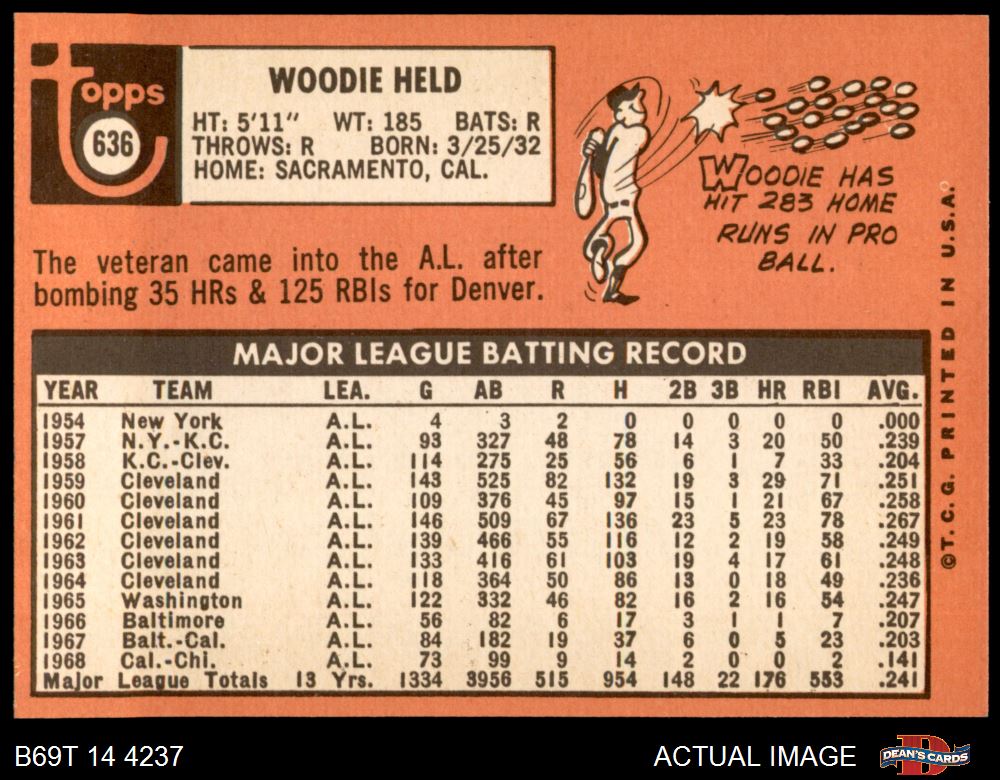 topps
636
WOODIE HELD
HT: 5'11" WT: 185 BATS: R
THROWS: R BORN: 3/25/32
HOME: SACRAMENTO, CAL.
WOODIE HAS
HIT 283 HOME
RUNS IN PRO
BALL.
The veteran came into the A.L. after
bombing 35 HRs & 125 RBIs for Denver.
MAJOR LEAGUE BATTING RECORD
YEAR TEAM LEA. G AB R H 2B 3B HR RBI AVG.
1954 New York A.L. 4 3 2 0 0 0 0 0 .000
1957 N.Y.-K.C. A.L. 93 327 48 78 14 3 20 50 .239
1958 K.C.-Clev. A.L. 114 275 25 56 6 1 7 33 .204
1959 Cleveland A.L. 143 525 82 132 19 3 29 71 .251
1960 Cleveland A.L. 109 376 45 97 15 1 21 67 .258
1961 Cleveland A.L. 146 509 67 136 23 5 23 78 .267
1962 Cleveland A.L. 139 466 55 116 12 2 19 58 .249
1963 Cleveland A.L. 133 416 61 103 19 4 17 61 .248
1964 Cleveland A.L. 118 364 50 86 13 0 18 49 .236
1965 Washington A.L. 122 332 46 82 16 2 16 54 .247
1966 Baltimore A.L. 56 82 6 17 3 1 1 7 .207
1967 Balt.-Cal. A.L. 84 182 19 37 6 0 5 23 .203
1968 Cal.-Chi. A.L. 73 99 9 14 2 0 0 2 .141
Major League Totals 13 Yrs. 1334 3956 515 954 148 22 176 553 .241
©T. C. G. PRINTED IN U.S.A.
B69T 14 4237
ACTUAL IMAGE
DEAN'S CARDS